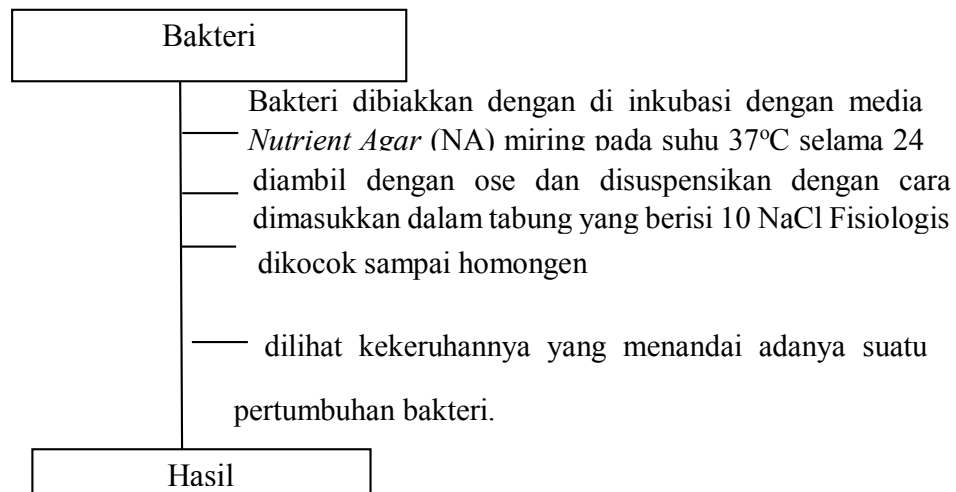 Bakteri
Bakteri dibiakkan dengan di inkubasi dengan media
Nutrient Agar (NA) miring pada suhu 37ºC selama 24
diambil dengan ose dan disuspensikan dengan cara
dimasukkan dalam tabung yang berisi 10 NaCl Fisiologis
dikocok sampai homongen
dilihat kekeruhannya yang menandai adanya suatu
pertumbuhan bakteri.
Hasil